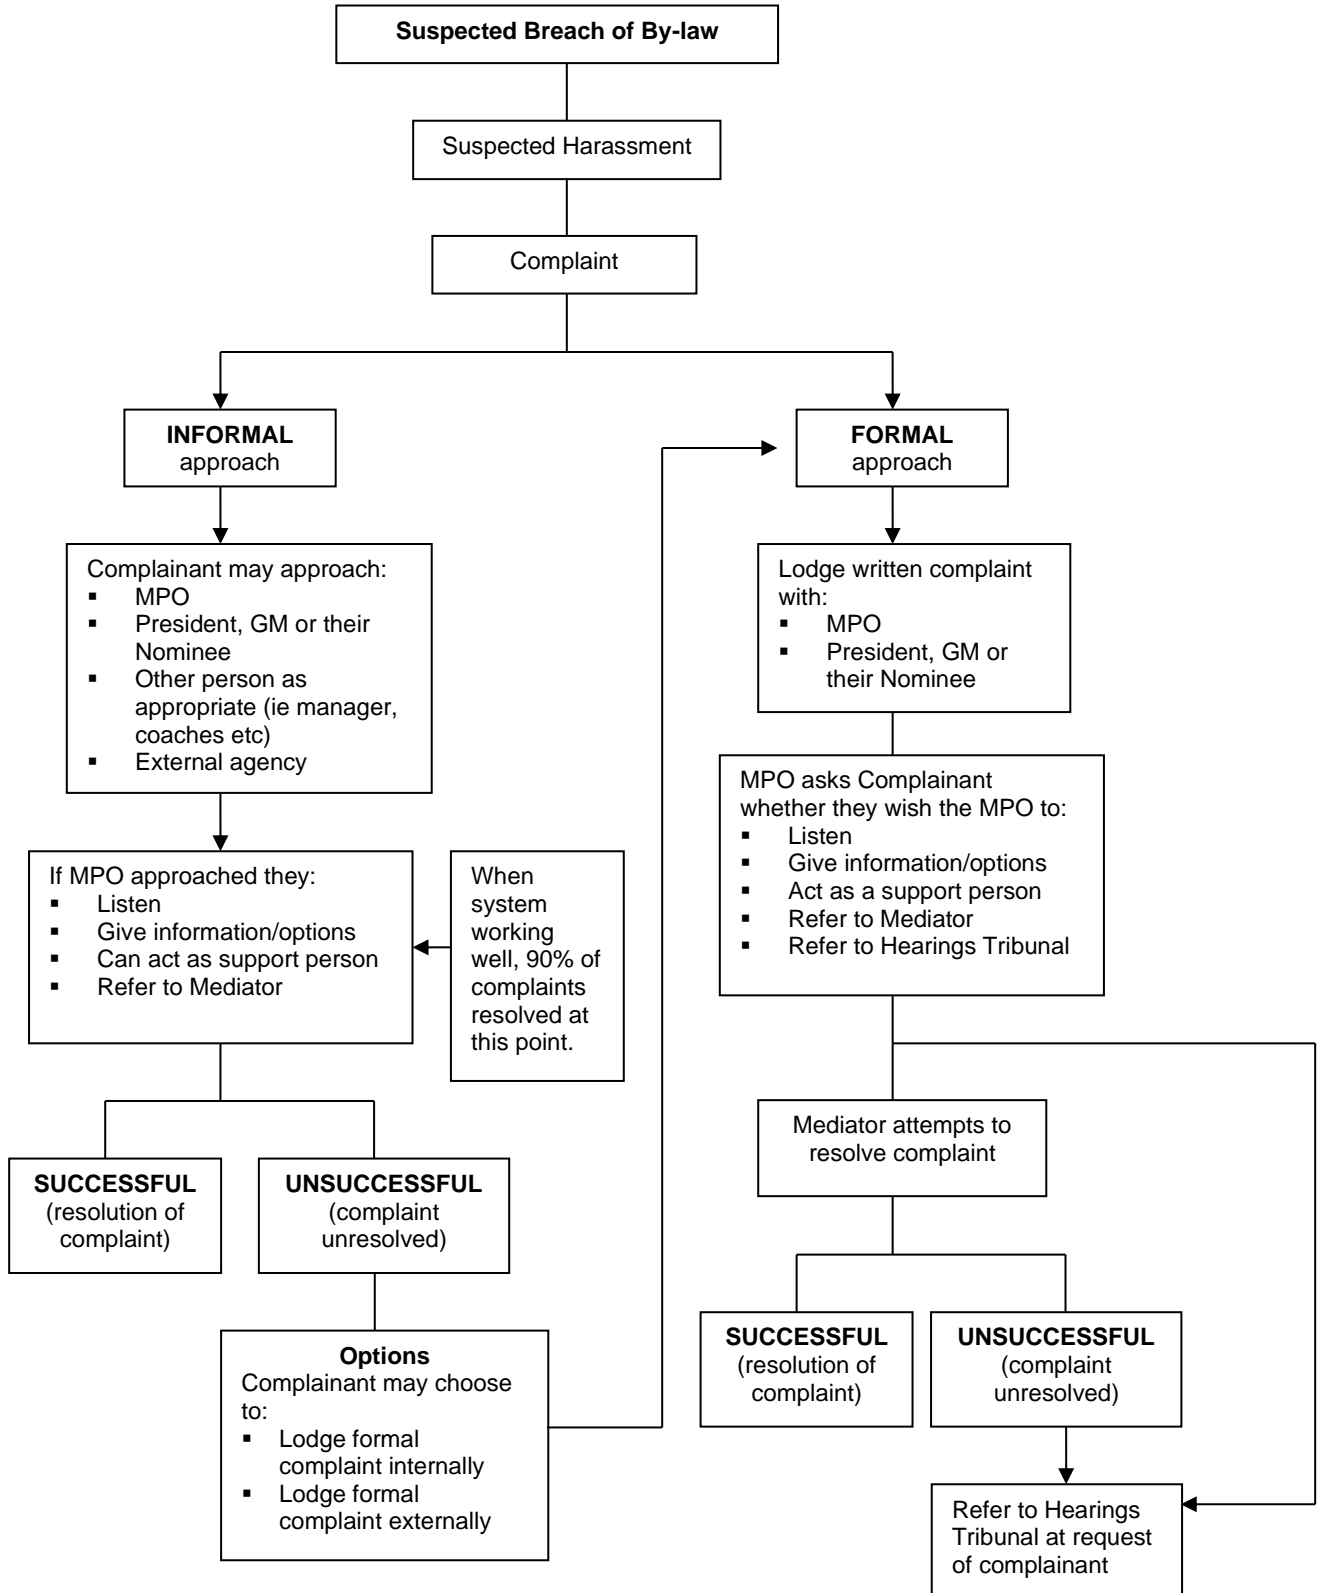 Suspected Breach of By-law
Suspected Harassment
Complaint
INFORMAL
approach
Complainant may approach:
▪ MPO
▪ President, GM or their
Nominee
▪ Other person as
appropriate (ie manager,
coaches etc)
▪ External agency
If MPO approached they:
▪ Listen
▪ Give information/options
▪ Can act as support person
▪ Refer to Mediator
When
system
working
well, 90% of
complaints
resolved at
this point.
SUCCESSFUL
(resolution of
complaint)
UNSUCCESSFUL
(complaint
unresolved)
Options
Complainant may choose
to:
▪ Lodge formal
complaint internally
▪ Lodge formal
complaint externally
FORMAL
approach
Lodge written complaint
with:
▪ MPO
▪ President, GM or
their Nominee
MPO asks Complainant
whether they wish the MPO to:
▪ Listen
▪ Give information/options
▪ Act as a support person
▪ Refer to Mediator
▪ Refer to Hearings Tribunal
Mediator attempts to
resolve complaint
SUCCESSFUL
(resolution of
complaint)
UNSUCCESSFUL
(complaint
unresolved)
Refer to Hearings
Tribunal at request
of complainant